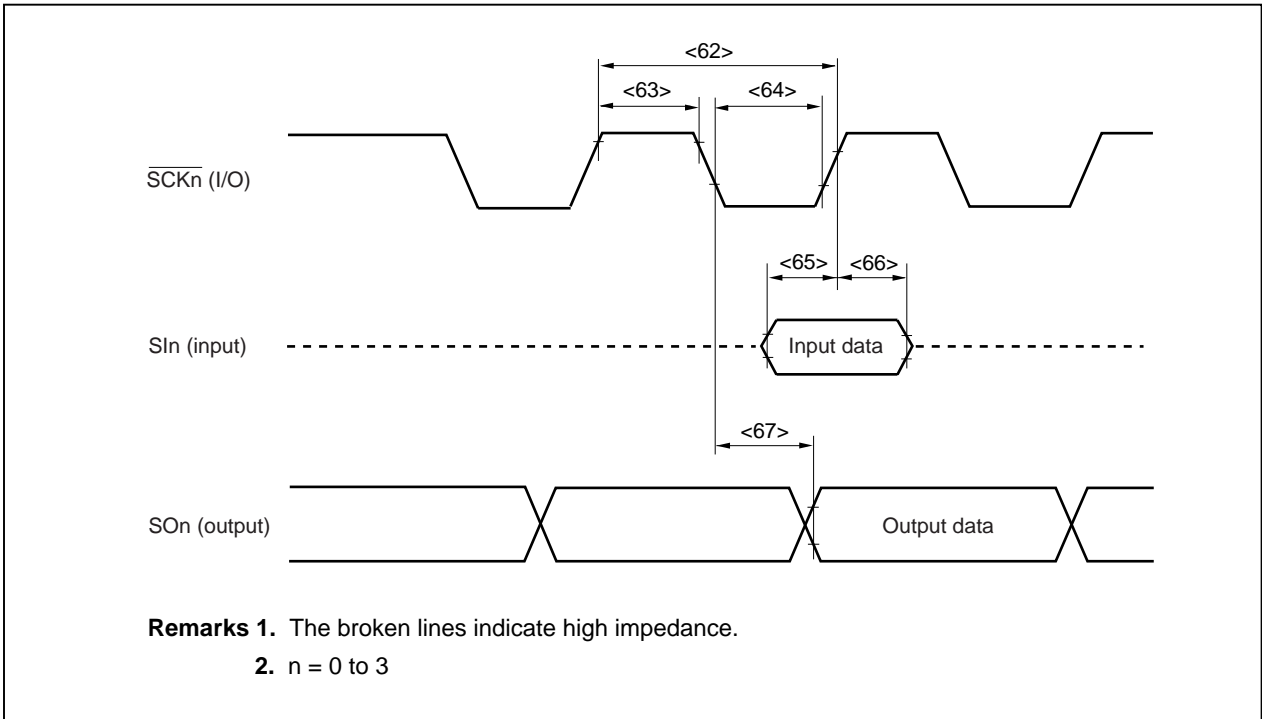 <62>
<63> <64>
S̅C̅K̅n̅ (I/O)
<65> <66>
SIn (input)
Input data
<67>
SOn (output)
Output data
Remarks 1. The broken lines indicate high impedance.
2. n = 0 to 3